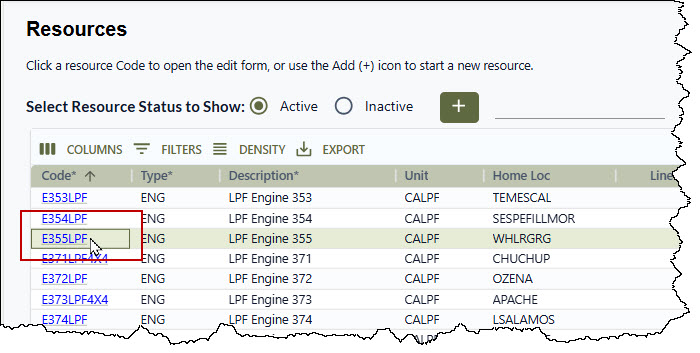 Resources
Click a resource Code to open the edit form, or use the Add (+) icon to start a new resource.
Select Resource Status to Show: Active Inactive +
COLUMNS FILTERS DENSITY EXPORT
Code* Type* Description* Unit Home Loc Line
E353LPF ENG LPF Engine 353 CALPF TEMESCAL
E354LPF ENG LPF Engine 354 CALPF SESPEFILLMOR
E355LPF ENG LPF Engine 355 CALPF WHLRGRG
E371LPF4X4 ENG LPF Engine 371 CALPF CHUCHUP
E372LPF ENG LPF Engine 372 CALPF OZENA
E373LPF4X4 ENG LPF Engine 373 CALPF APACHE
E374LPF ENG LPF Engine 374 CALPF LSALAMOS